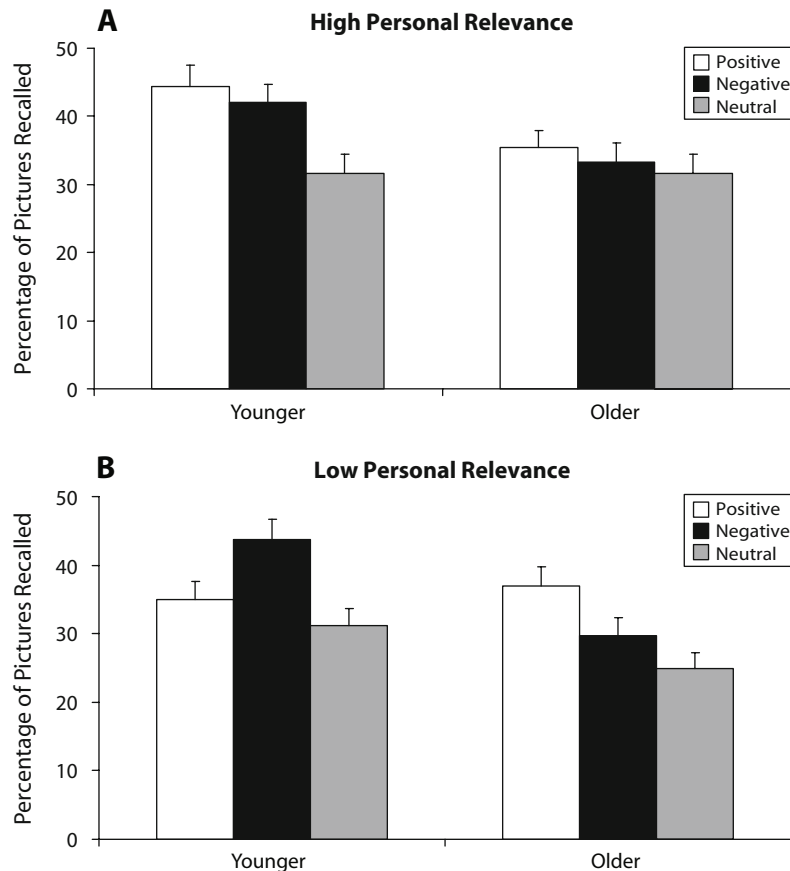 A High Personal Relevance
Percentage of Pictures Recalled
50
40
30
20
10
0
Positive
Negative
Neutral
Younger Older
B Low Personal Relevance
Percentage of Pictures Recalled
50
40
30
20
10
0
Positive
Negative
Neutral
Younger Older